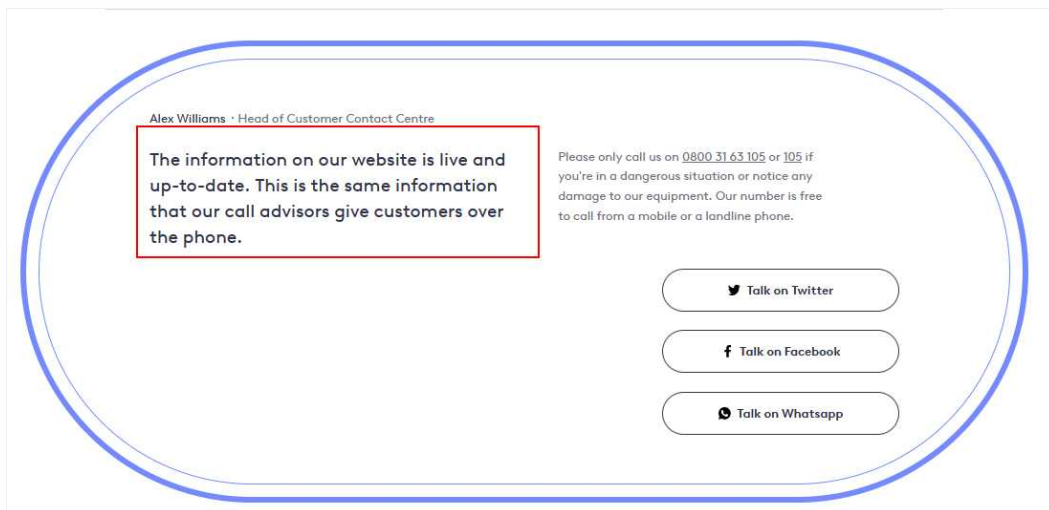 Alex Williams · Head of Customer Contact Centre
The information on our website is live and
up-to-date. This is the same information
that our call advisors give customers over
the phone.
Please only call us on 0800 31 63 105 or 105 if
you're in a dangerous situation or notice any
damage to our equipment. Our number is free
to call from a mobile or a landline phone.
Talk on Twitter
Talk on Facebook
Talk on Whatsapp